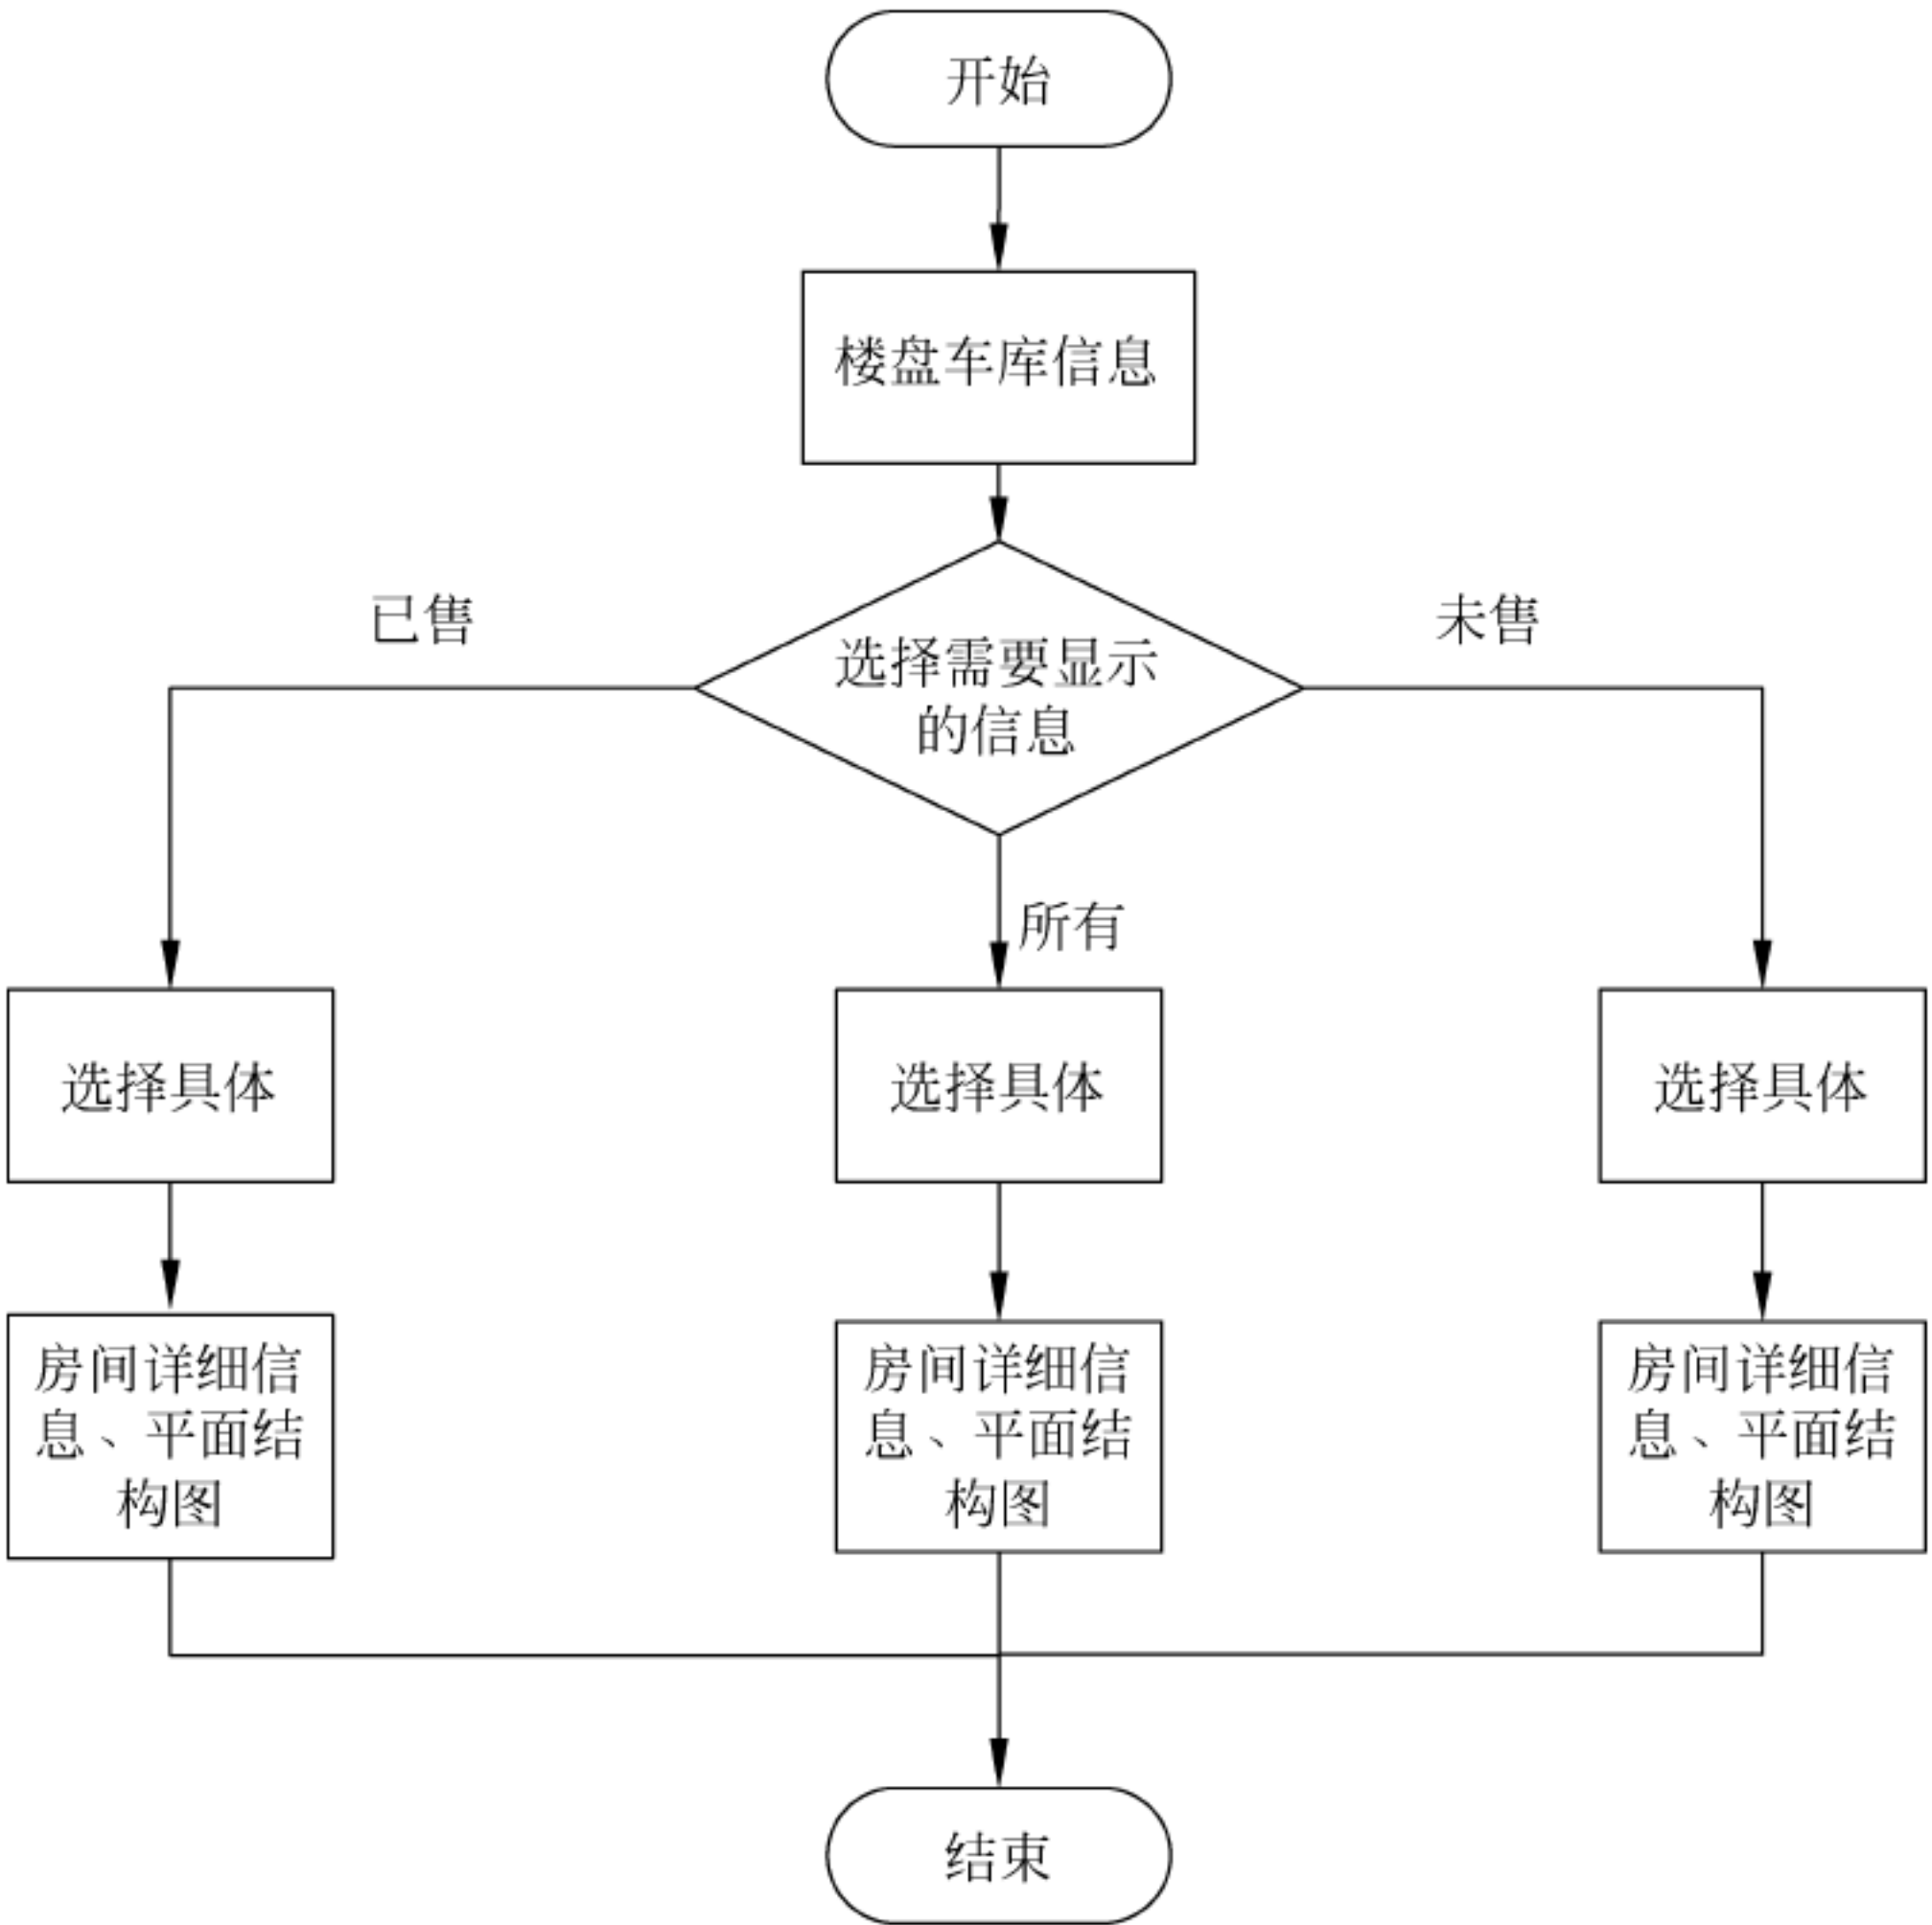 开始
楼盘车库信息
已售
未售
选择需要显示
的信息
所有
选择具体
选择具体
选择具体
房间详细信
息、平面结
构图
房间详细信
息、平面结
构图
房间详细信
息、平面结
构图
结束